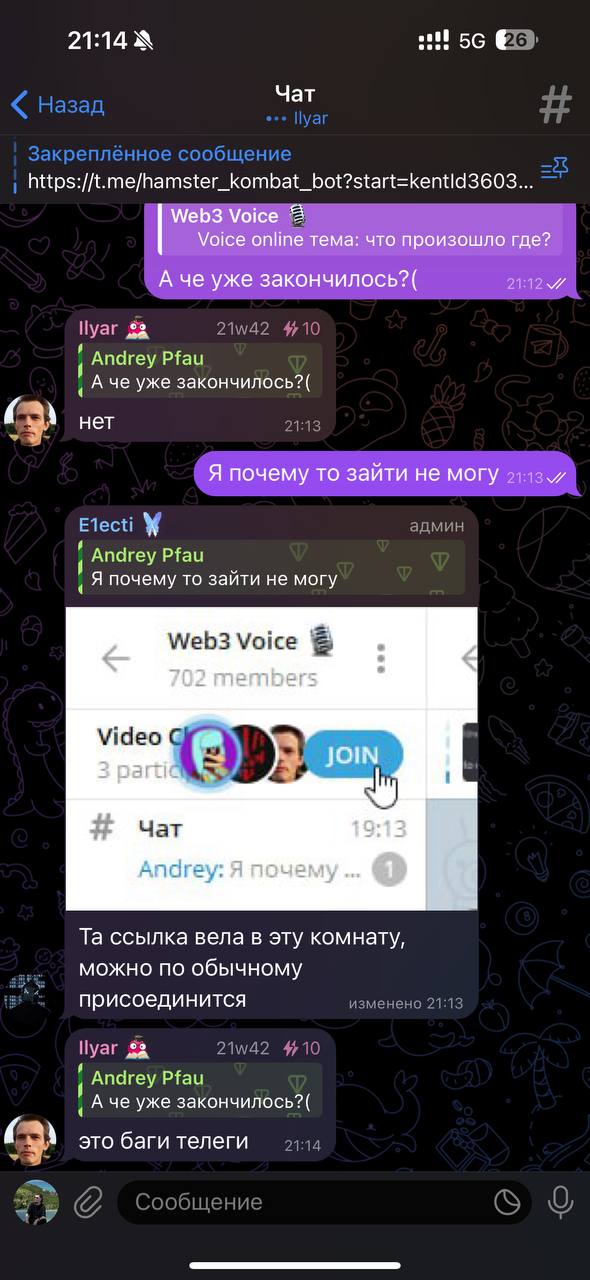 21:14
5G
26
Назад
Чат
Ilyar
#
Закреплённое сообщение
https://t.me/hamster_kombat_bot?start=kentId3603...
Web3 Voice
Voice online тема: что произошло где?
А че уже закончилось?(
21:12
Ilyar 21w42 10
Andrey Pfau
А че уже закончилось?(
нет
21:13
Я почему то зайти не могу
21:13
E1ecti админ
Andrey Pfau
Я почему то зайти не могу
Web3 Voice
702 members
Video C
3 partic
JOIN
# Чат 19:13
Andrey: Я почему ... 1
Та ссылка вела в эту комнату,
можно по обычному
присоединится
изменено 21:13
Ilyar 21w42 10
Andrey Pfau
А че уже закончилось?(
это баги телеги
21:14
Сообщение